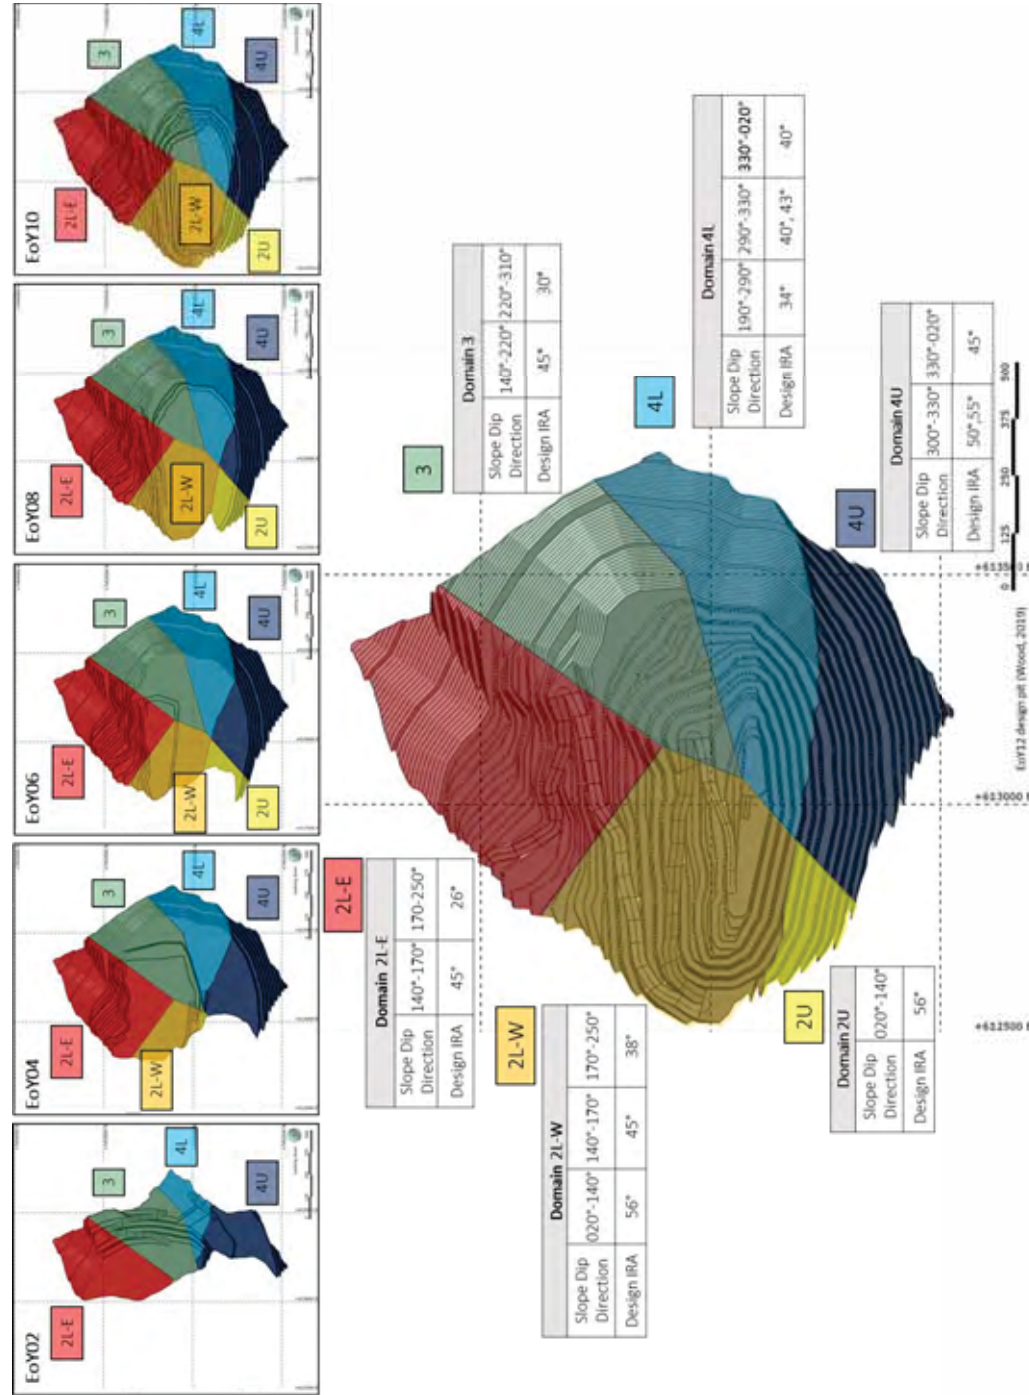 EoY02
2L-E
3
4L
4U
EoY04
2L-E
3
4L
4U
2L-W
EoY06
2L-E
3
4L
4U
2L-W
2U
EoY08
2L-E
3
4L
4U
2L-W
2U
EoY10
2L-E
3
4L
4U
2L-W
2U
2L-E
Domain 2L-E
Slope Dip Direction 140°-170° 170-250°
Design IRA 45° 26°
3
Domain 3
Slope Dip Direction 140°-220° 220°-310°
Design IRA 45° 30°
2L-W
Domain 2L-W
Slope Dip Direction 020°-140° 140°-170° 170°-250°
Design IRA 56° 45° 38°
4L
Domain 4L
Slope Dip Direction 190°-290° 290°-330° 330°-020°
Design IRA 34° 40°, 43° 40°
2U
Domain 2U
Slope Dip Direction 020°-140°
Design IRA 56°
4U
Domain 4U
Slope Dip Direction 300°-330° 330°-020°
Design IRA 50°,55° 45°
+612500
+613000
0 125 250 375 500
EoY12 design pit (Wood, 2019)